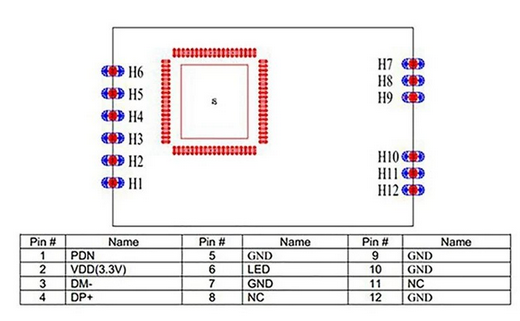 H6
H5
H4
H3
H2
H1
H7
H8
H9
H10
H11
H12
Pin # Name Pin # Name Pin # Name
1 PDN 5 GND 9 GND
2 VDD(3.3V) 6 LED 10 GND
3 DM- 7 GND 11 NC
4 DP+ 8 NC 12 GND